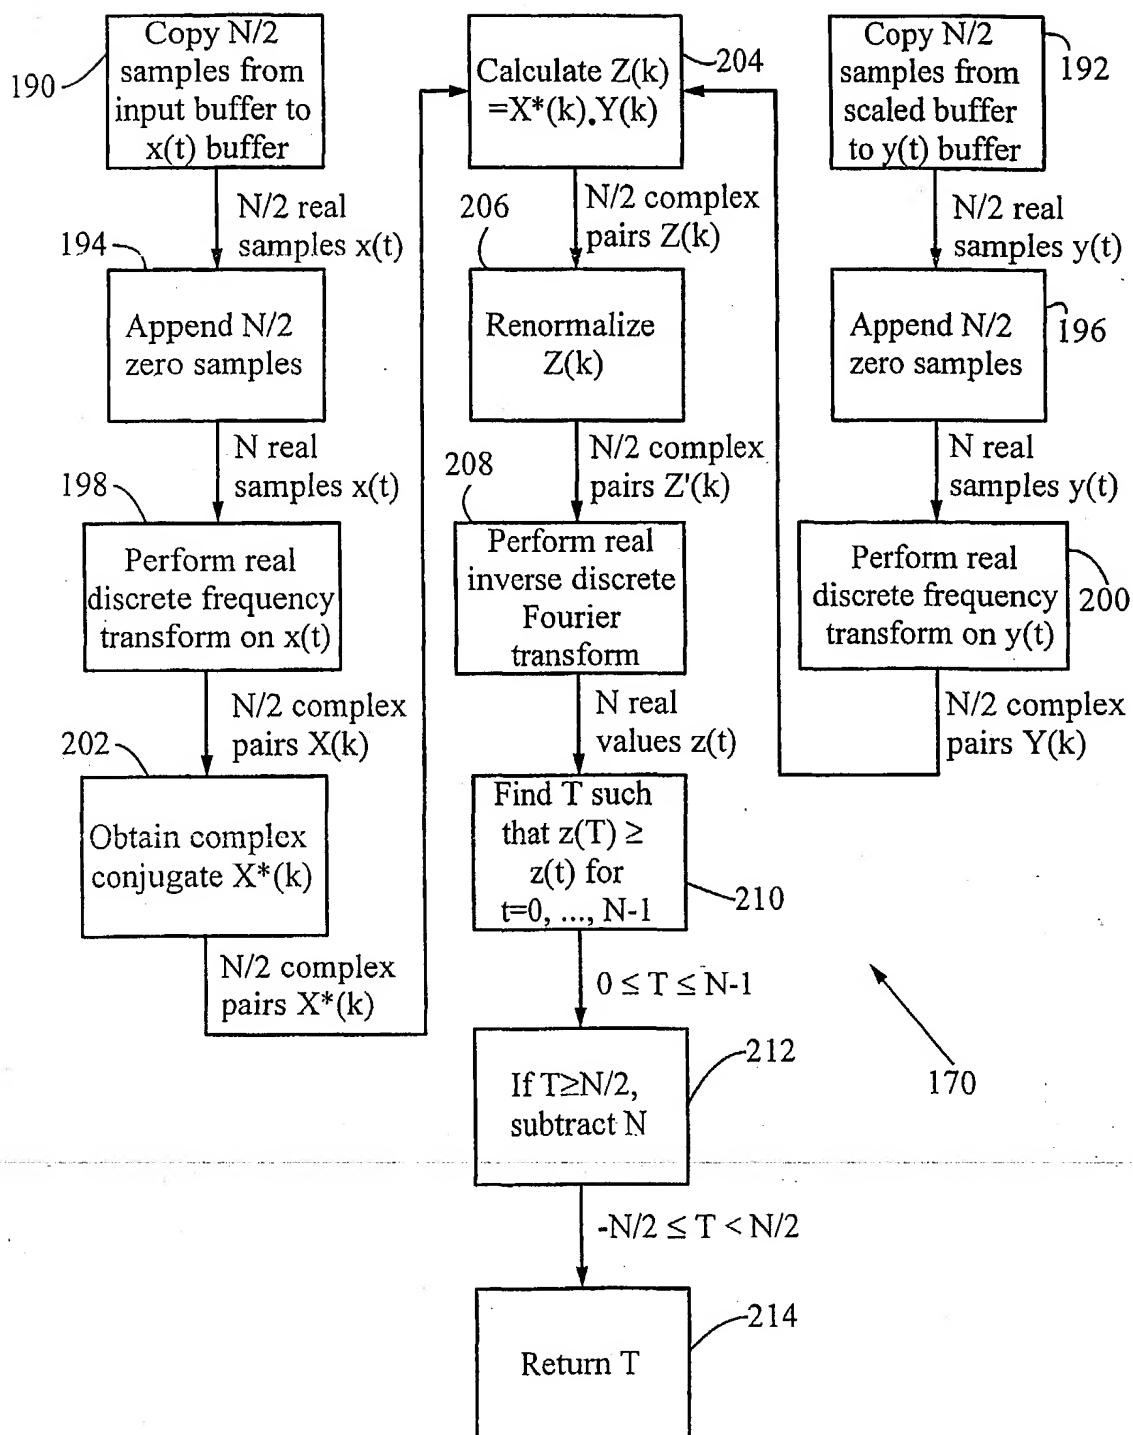 190
Copy N/2
samples from
input buffer to
x(t) buffer
N/2 real
samples x(t)
194
Append N/2
zero samples
N real
samples x(t)
198
Perform real
discrete frequency
transform on x(t)
N/2 complex
pairs X(k)
202
Obtain complex
conjugate X*(k)
N/2 complex
pairs X*(k)
204
Calculate Z(k)
=X*(k).Y(k)
N/2 complex
pairs Z(k)
206
Renormalize
Z(k)
N/2 complex
pairs Z'(k)
208
Perform real
inverse discrete
Fourier
transform
N real
values z(t)
Find T such
that z(T) ≥
z(t) for
t=0, ..., N-1
210
0 ≤ T ≤ N-1
212
If T≥N/2,
subtract N
-N/2 ≤ T < N/2
214
Return T
Copy N/2
samples from
scaled buffer
to y(t) buffer
192
N/2 real
samples y(t)
Append N/2
zero samples
196
N real
samples y(t)
Perform real
discrete frequency
transform on y(t)
200
N/2 complex
pairs Y(k)
170